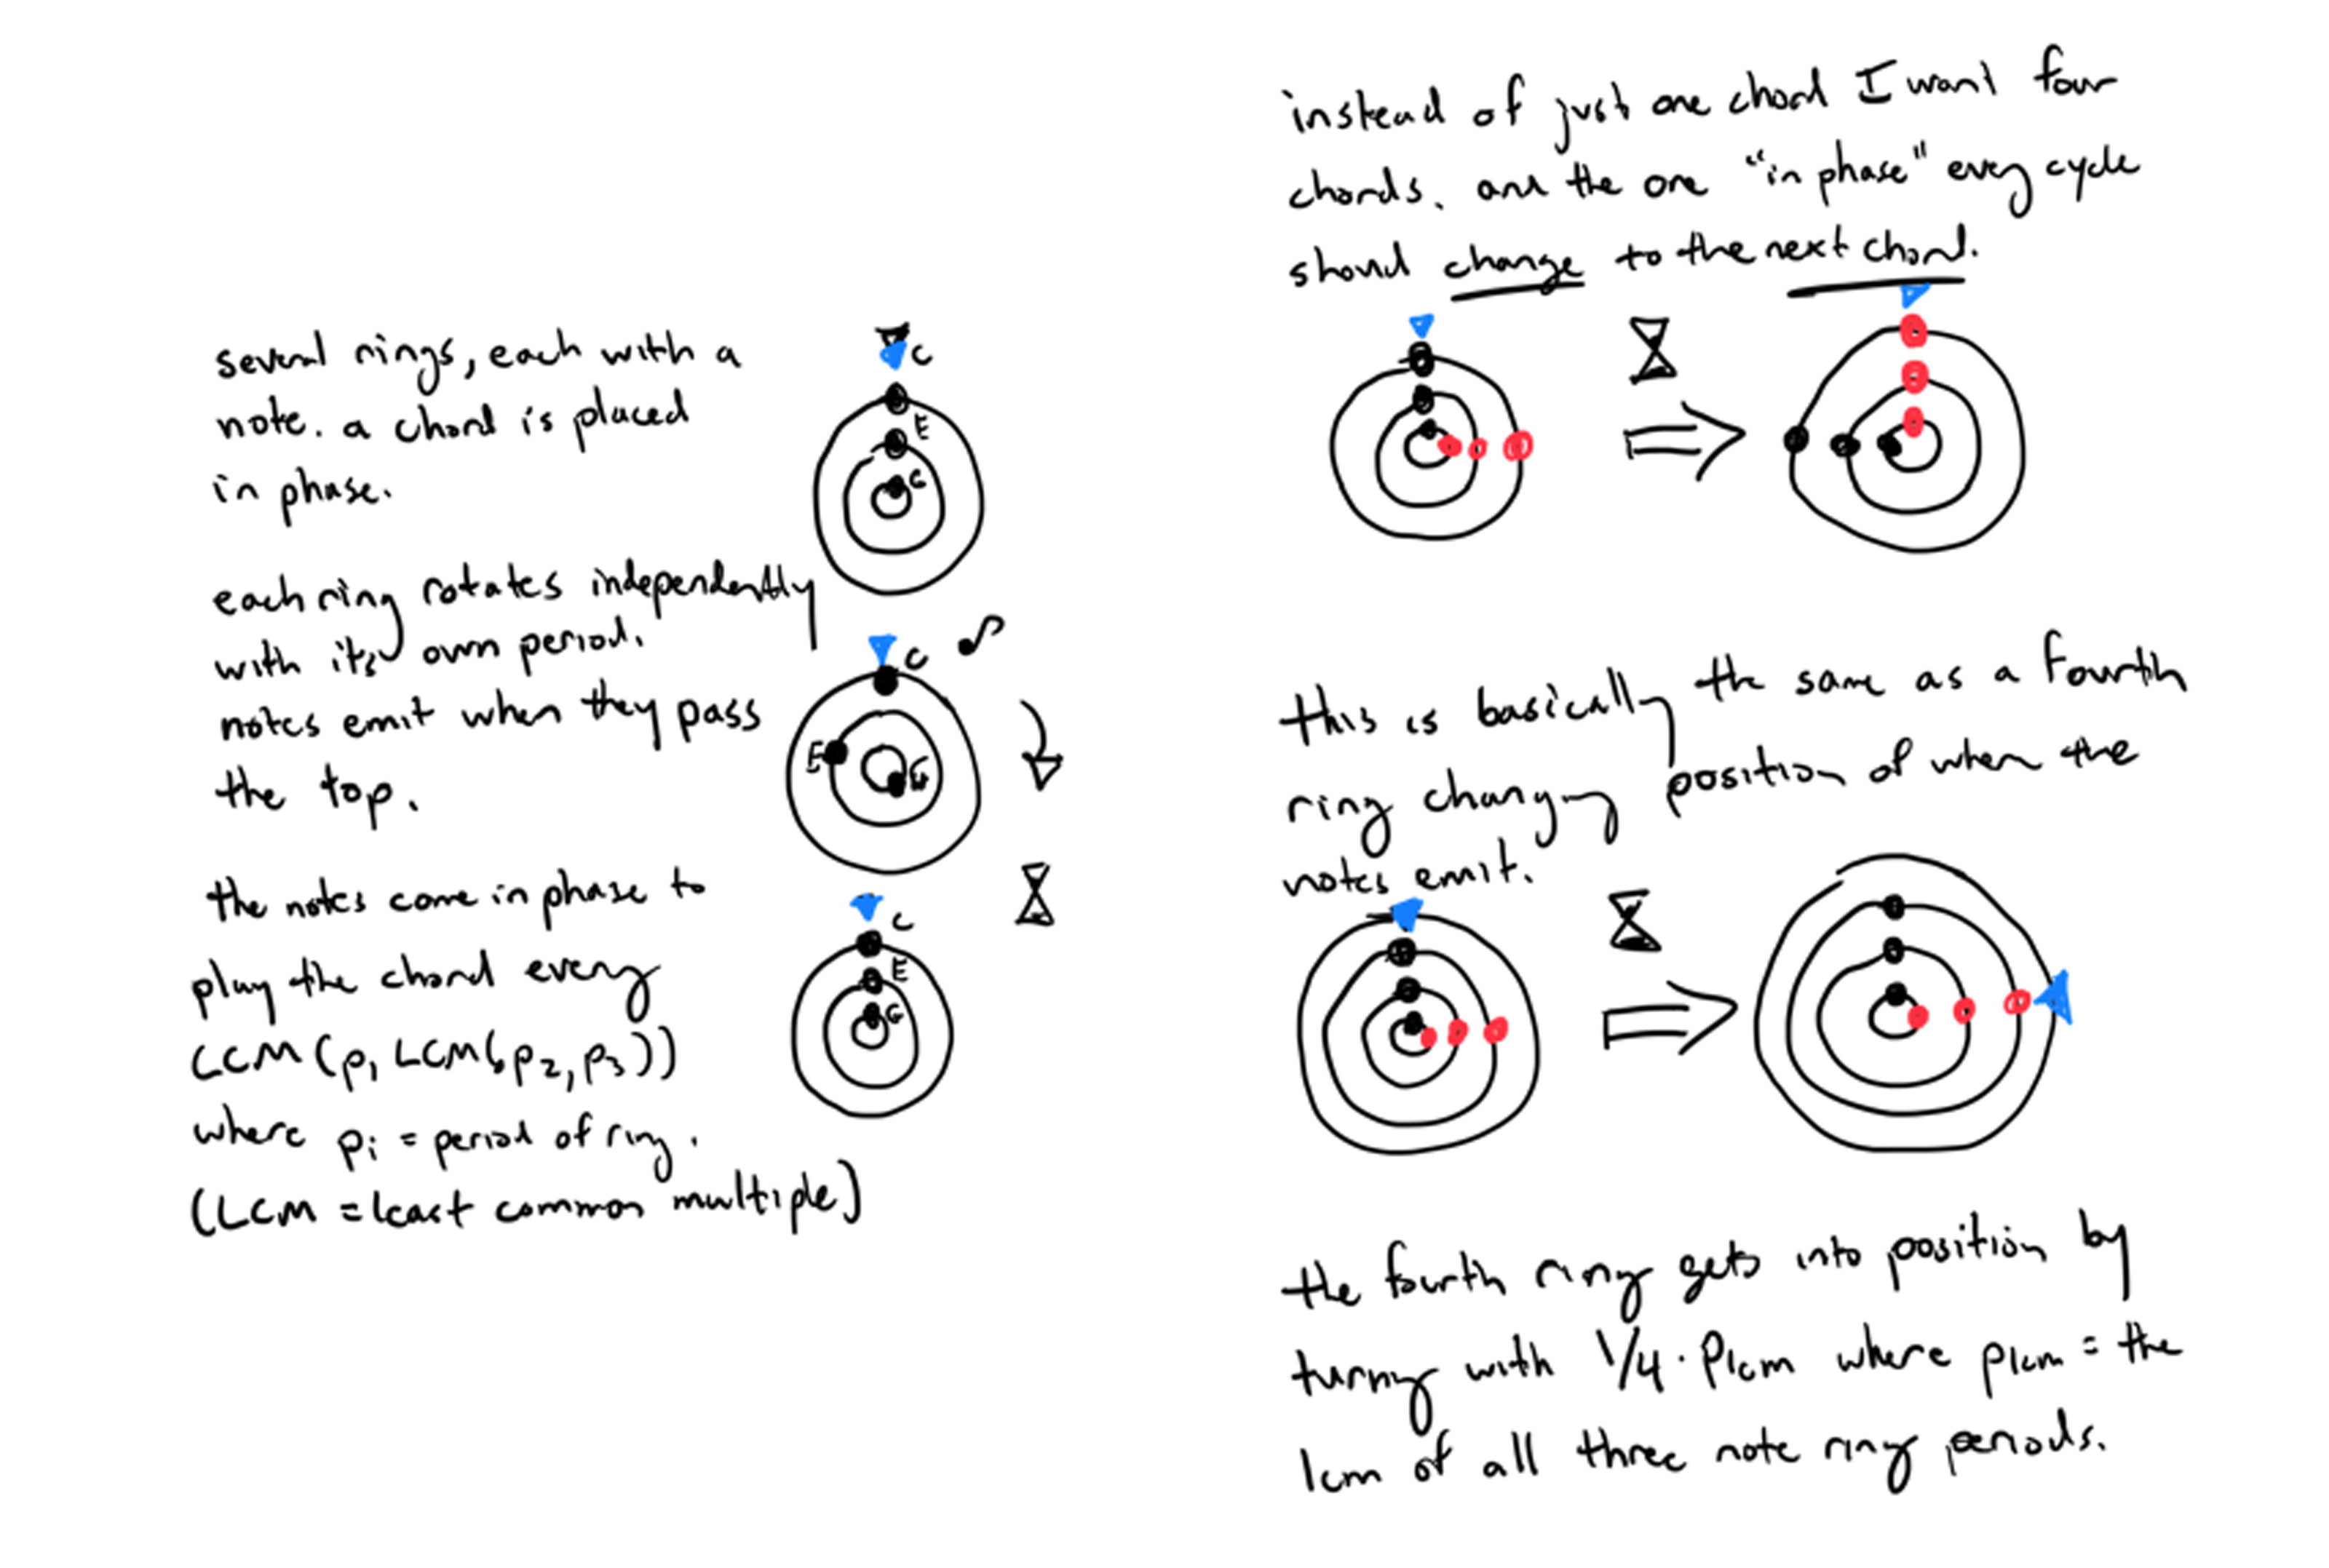 several rings, each with a
note. a chord is placed
in phase.
C
E
G
each ring rotates independently
with its own period.
notes emit when they pass
the top.
C
E
G
the notes come in phase to
play the chord every
LCM(p, LCM(p2, p3))
where pi = period of ring.
(LCM = least common multiple)
C
E
G
instead of just one chord I want four
chords. and the one "in phase" every cycle
should change to the next chord.
this is basically the same as a fourth
ring changing position of when the
notes emit.
the fourth ring gets into position by
turning with 1/4 · Plcm where plcm = the
lcm of all three note ring periods.